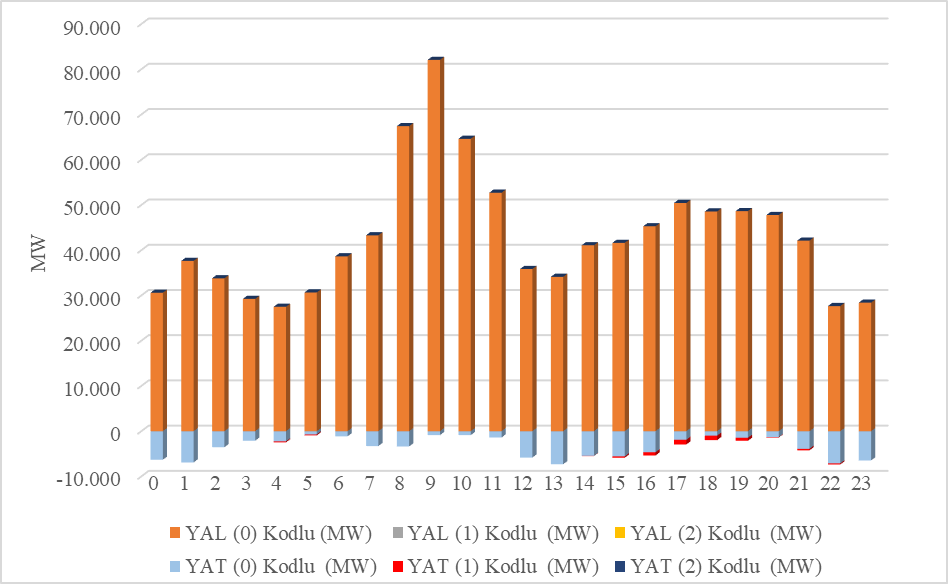 90.000
80.000
70.000
60.000
50.000
40.000
30.000
20.000
10.000
0
-10.000
MW
0 1 2 3 4 5 6 7 8 9 10 11 12 13 14 15 16 17 18 19 20 21 22 23
YAL (0) Kodlu (MW) YAL (1) Kodlu (MW) YAL (2) Kodlu (MW)
YAT (0) Kodlu (MW) YAT (1) Kodlu (MW) YAT (2) Kodlu (MW)